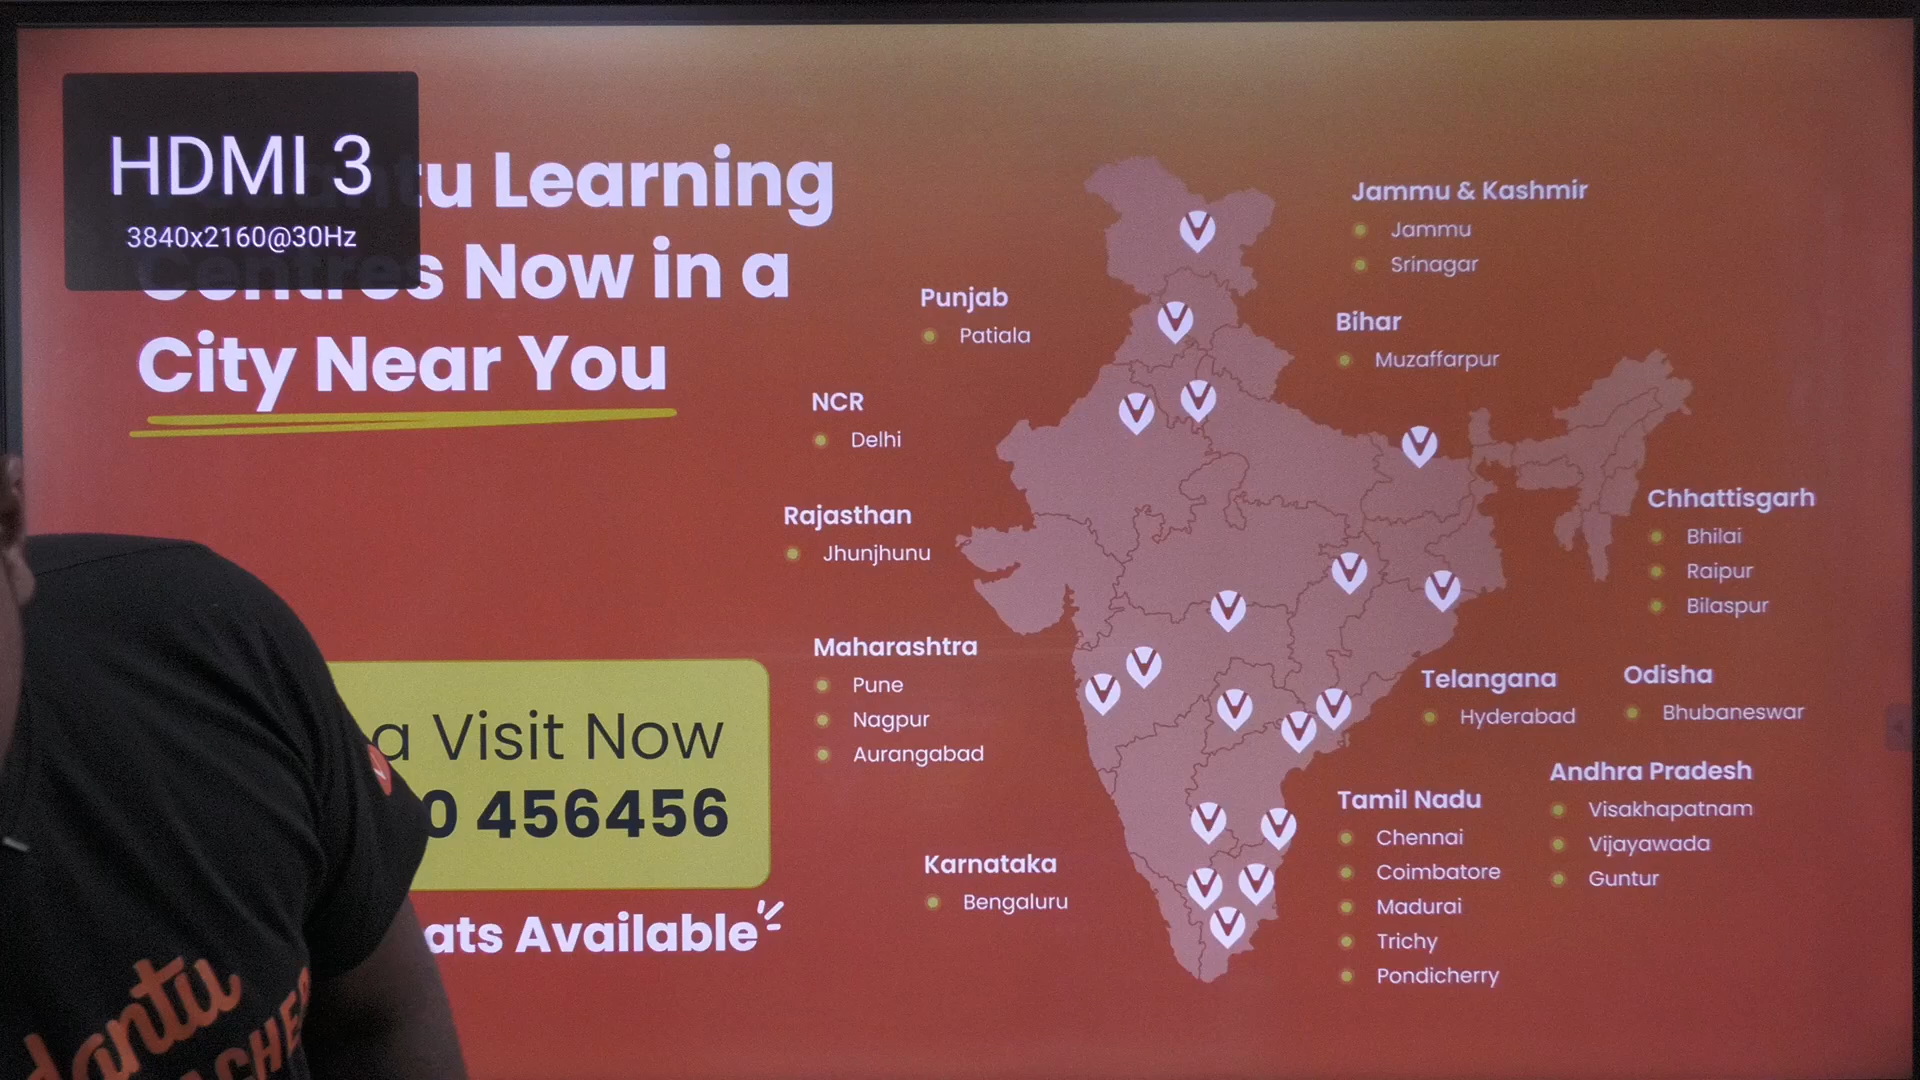 HDMI 3
3840x2160@30Hz
Learning
Centres Now in a
City Near You
a Visit Now
0 456456
Available
Jammu & Kashmir
Jammu
Srinagar
Punjab
Patiala
Bihar
Muzaffarpur
NCR
Delhi
Rajasthan
Jhunjhunu
Chhattisgarh
Bhilai
Raipur
Bilaspur
Maharashtra
Pune
Nagpur
Aurangabad
Telangana
Hyderabad
Odisha
Bhubaneswar
Andhra Pradesh
Visakhapatnam
Vijayawada
Guntur
Tamil Nadu
Chennai
Coimbatore
Madurai
Trichy
Pondicherry
Karnataka
Bengaluru